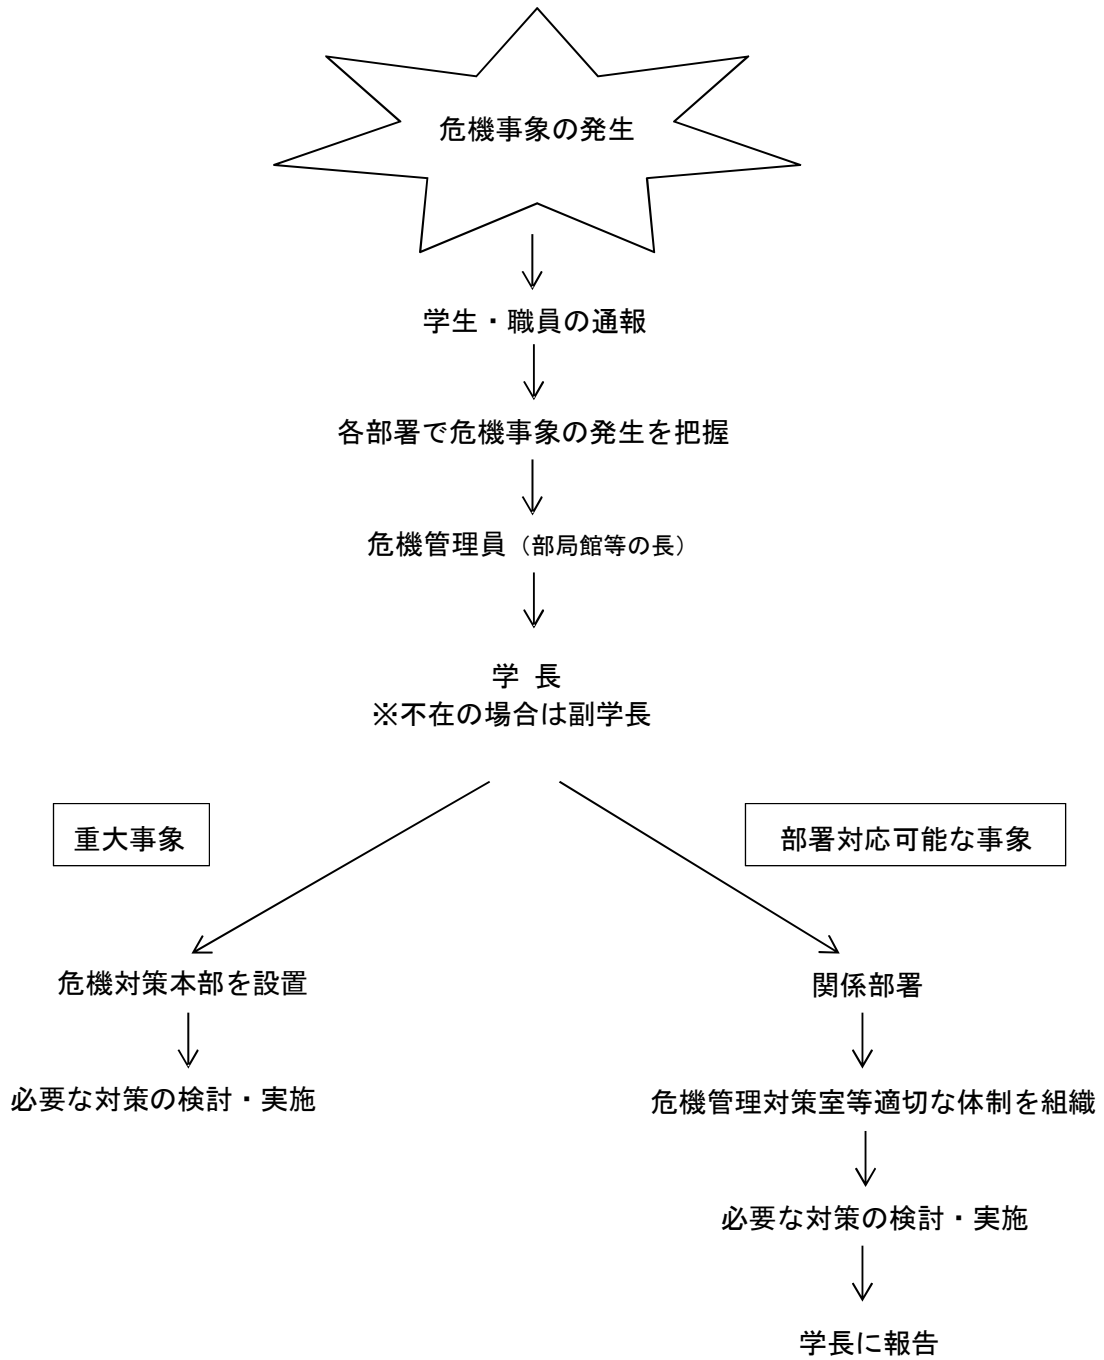 危機事象の発生
学生・職員の通報
各部署で危機事象の発生を把握
危機管理員（部局館等の長）
学 長
※不在の場合は副学長
重大事象
部署対応可能な事象
危機対策本部を設置
関係部署
必要な対策の検討・実施
危機管理対策室等適切な体制を組織
必要な対策の検討・実施
学長に報告